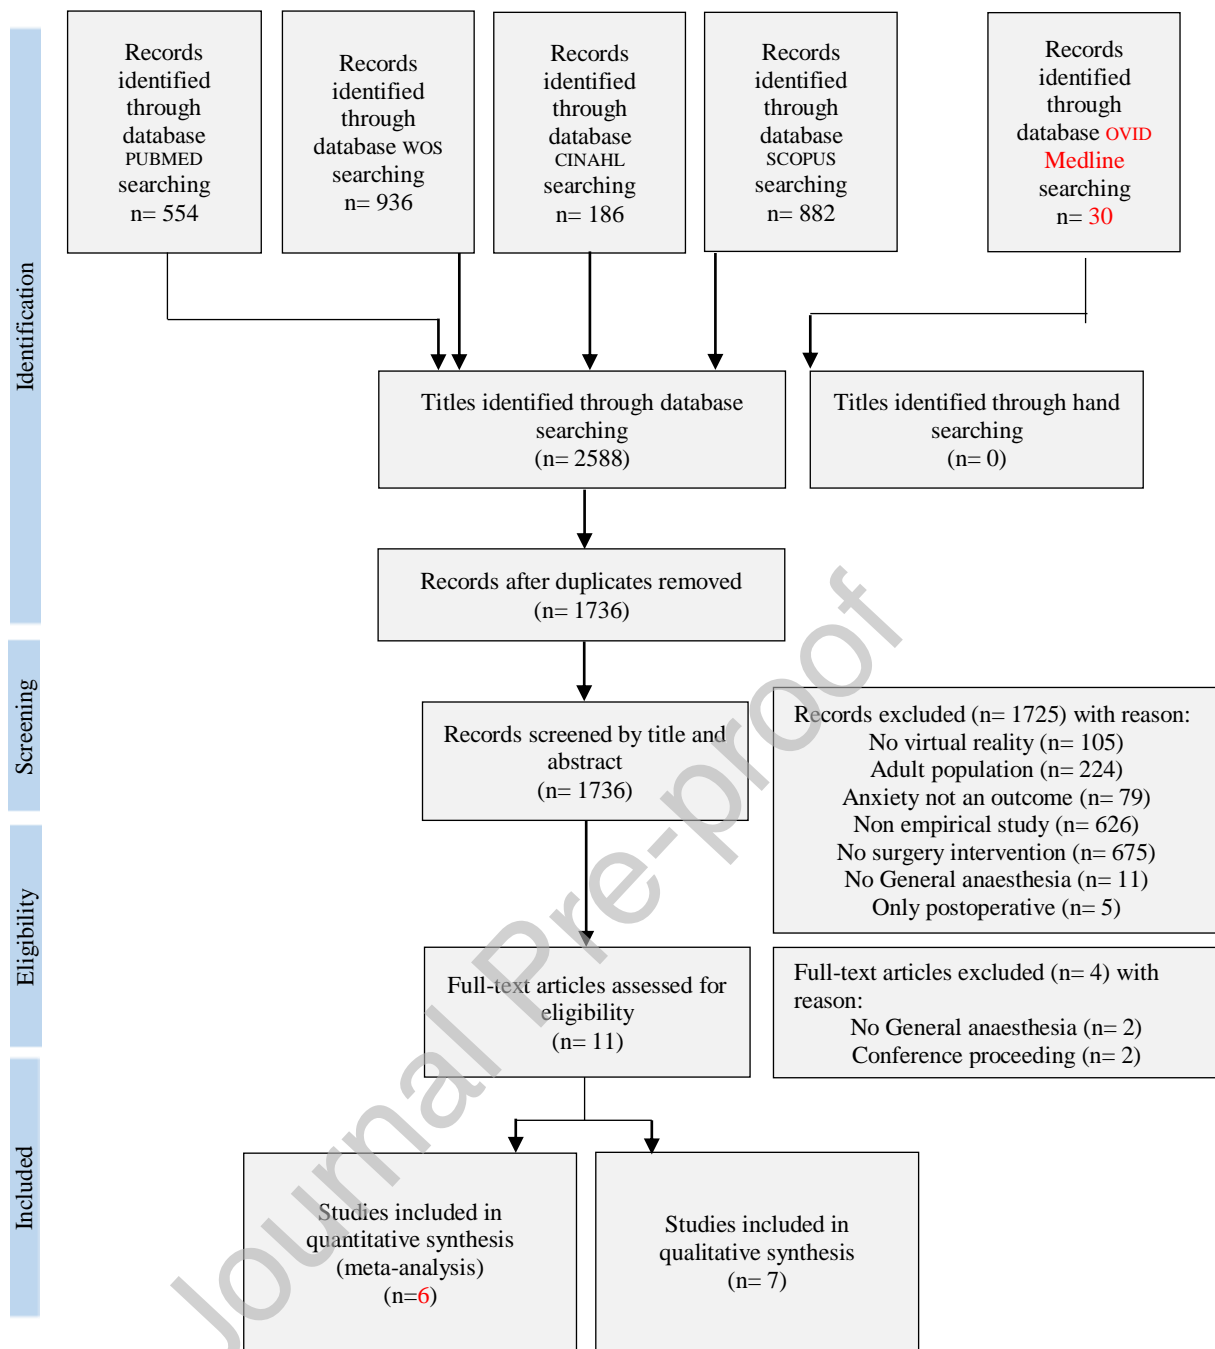 Records
identified
through
database
PUBMED
searching
n= 554
Records
identified
through
database WOS
searching
n= 936
Records
identified
through
database
CINAHL
searching
n= 186
Records
identified
through
database
SCOPUS
searching
n= 882
Records
identified
through
database OVID
Medline
searching
n= 30
Identification
Titles identified through database
searching
(n= 2588)
Titles identified through hand
searching
(n= 0)
Records after duplicates removed
(n= 1736)
Screening
Records screened by title and
abstract
(n= 1736)
Records excluded (n= 1725) with reason:
No virtual reality (n= 105)
Adult population (n= 224)
Anxiety not an outcome (n= 79)
Non empirical study (n= 626)
No surgery intervention (n= 675)
No General anaesthesia (n= 11)
Only postoperative (n= 5)
Eligibility
Full-text articles assessed for
eligibility
(n= 11)
Full-text articles excluded (n= 4) with
reason:
No General anaesthesia (n= 2)
Conference proceeding (n= 2)
Included
Studies included in
quantitative synthesis
(meta-analysis)
(n=6)
Studies included in
qualitative synthesis
(n= 7)
Journal Pre-proof